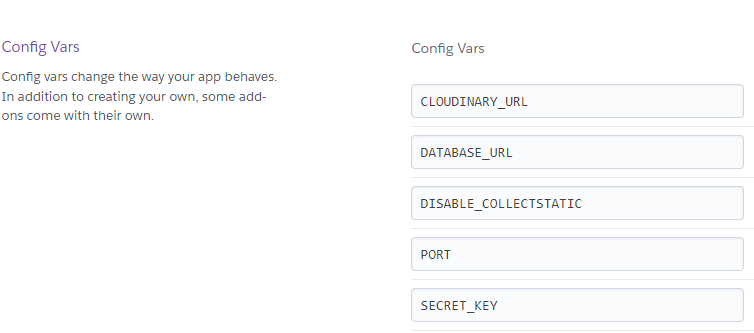 Config Vars
Config vars change the way your app behaves.
In addition to creating your own, some add-
ons come with their own.
Config Vars
CLOUDINARY_URL
DATABASE_URL
DISABLE_COLLECTSTATIC
PORT
SECRET_KEY